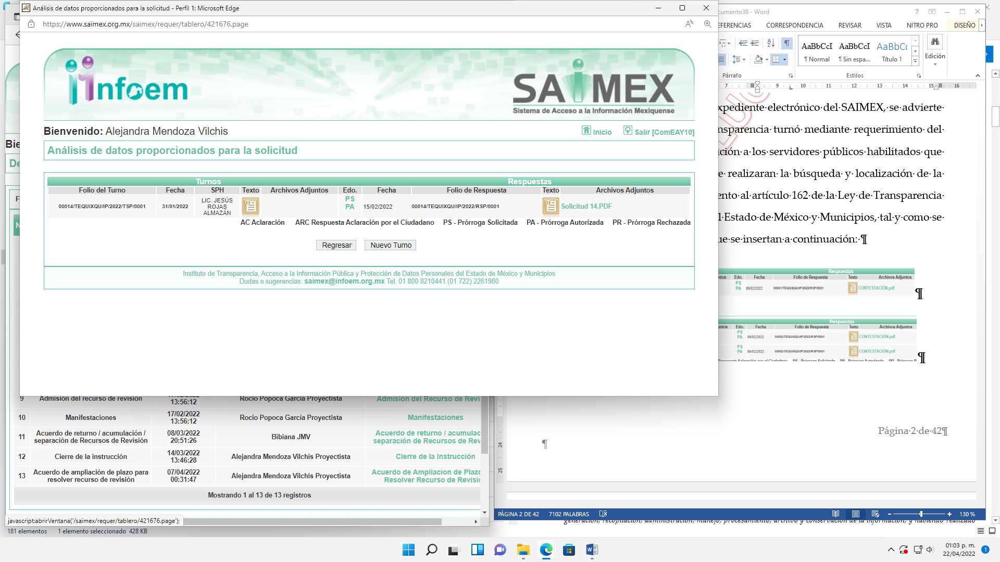 Análisis de datos proporcionados para la solicitud - Perfil 1: Microsoft Edge
https://www.saimex.org.mx/saimex/requer/tablero/421676.page
infoem
SAIMEX
Sistema de Acceso a la Información Mexiquense
Bienvenido: Alejandra Mendoza Vilchis
Inicio Salir [ComEAY10]
Análisis de datos proporcionados para la solicitud
Turnos Respuestas
Folio del Turno Fecha SPH Texto Archivos Adjuntos Edo. Fecha Folio de Respuesta Texto Archivos Adjuntos
00014/TEQUIXQU/IP/2022/TSP/0001 31/01/2022 LIC. JESÚS ROJAS ALMAZÁN PS PA 15/02/2022 00014/TEQUIXQU/IP/2022/RSP/0001 Solicitud 14.PDF
AC Aclaración ARC Respuesta Aclaración por el Ciudadano PS - Prórroga Solicitada PA - Prórroga Autorizada PR - Prórroga Rechazada
Regresar Nuevo Turno
Instituto de Transparencia, Acceso a la Información Pública y Protección de Datos Personales del Estado de México y Municipios
Dudas o sugerencias: saimex@infoem.org.mx Tel. 01 800 8210441 (01 722) 2261980
Bie
De
F
N
9 Admisión del recurso de revisión 13:56:12 Rocio Popoca García Proyectista Admisión del Recurso de Revi
10 Manifestaciones 17/02/2022 13:56:12 Rocio Popoca García Proyectista Manifestaciones
11 Acuerdo de returno / acumulación / separación de Recursos de Revisión 08/03/2022 20:51:26 Bibiana JMV Acuerdo de returno / acumulac separación de Recursos de Rev
12 Cierre de la instrucción 14/03/2022 13:46:28 Alejandra Mendoza Vilchis Proyectista Cierre de la Instrucción
13 Acuerdo de ampliación de plazo para resolver recurso de revisión 07/04/2022 00:31:47 Alejandra Mendoza Vilchis Proyectista Acuerdo de Ampliacion de Plazo Resolver Recurso de Revisió
Mostrando 1 al 13 de 13 registros
javascript:abrirVentana('/saimex/requer/tablero/421676.page');
181 elementos 1 elemento seleccionado 428 KB
ocumento38 - Word
EFERENCIAS CORRESPONDENCIA REVISAR VISTA NITRO PRO DISEÑO
AaBbCcI AaBbCcI AaBbCc
¶ Normal ¶ Sin espa... Título 1
Edición
Párrafo Estilos
7 9 10 11 12 13 14 15 16
xpediente electrónico del SAIMEX, se advierte
nsparencia turnó mediante requerimiento del
ción a los servidores públicos habilitados que
e realizaran la búsqueda y localización de la
ento al artículo 162 de la Ley de Transparencia
l Estado de México y Municipios, tal y como se
ue se insertan a continuación: ¶
Respuestas
ntos Edo. Fecha Folio de Respuesta Texto Archivos Adjuntos
PS PA 09/02/2022 00001/TEQUIXQU/IP/2022/RSP/0001 CONTESTACIÓN.pdf ¶
Respuestas
untos Edo. Fecha Folio de Respuesta Texto Archivos Adjuntos
PS PA 09/02/2022 00002/TEQUIXQU/IP/2022/RSP/0001 CONTESTACIÓN.pdf
PS PA 09/02/2022 00002/TEQUIXQU/IP/2022/RSP/0001 CONTESTACIÓN.pdf ¶
Página 2 de 42¶
¶
24
25
PÁGINA 2 DE 42 7102 PALABRAS 130 %
generación, recopilación, administración, manejo, procesamiento, archivo y conservación de la información, y habiendo realizado
01:03 p. m.
22/04/2022
1